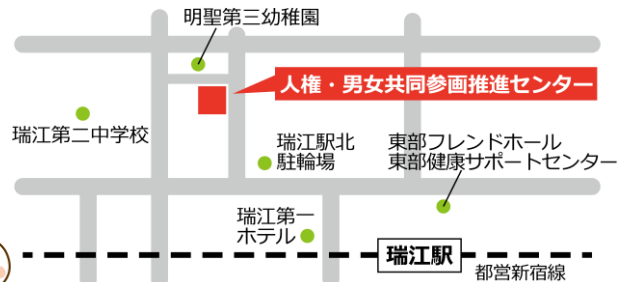 明聖第三幼稚園
人権・男女共同参画推進センター
瑞江第二中学校
瑞江駅北
駐輪場
東部フレンドホール
東部健康サポートセンター
瑞江第一
ホテル
瑞江駅
都営新宿線